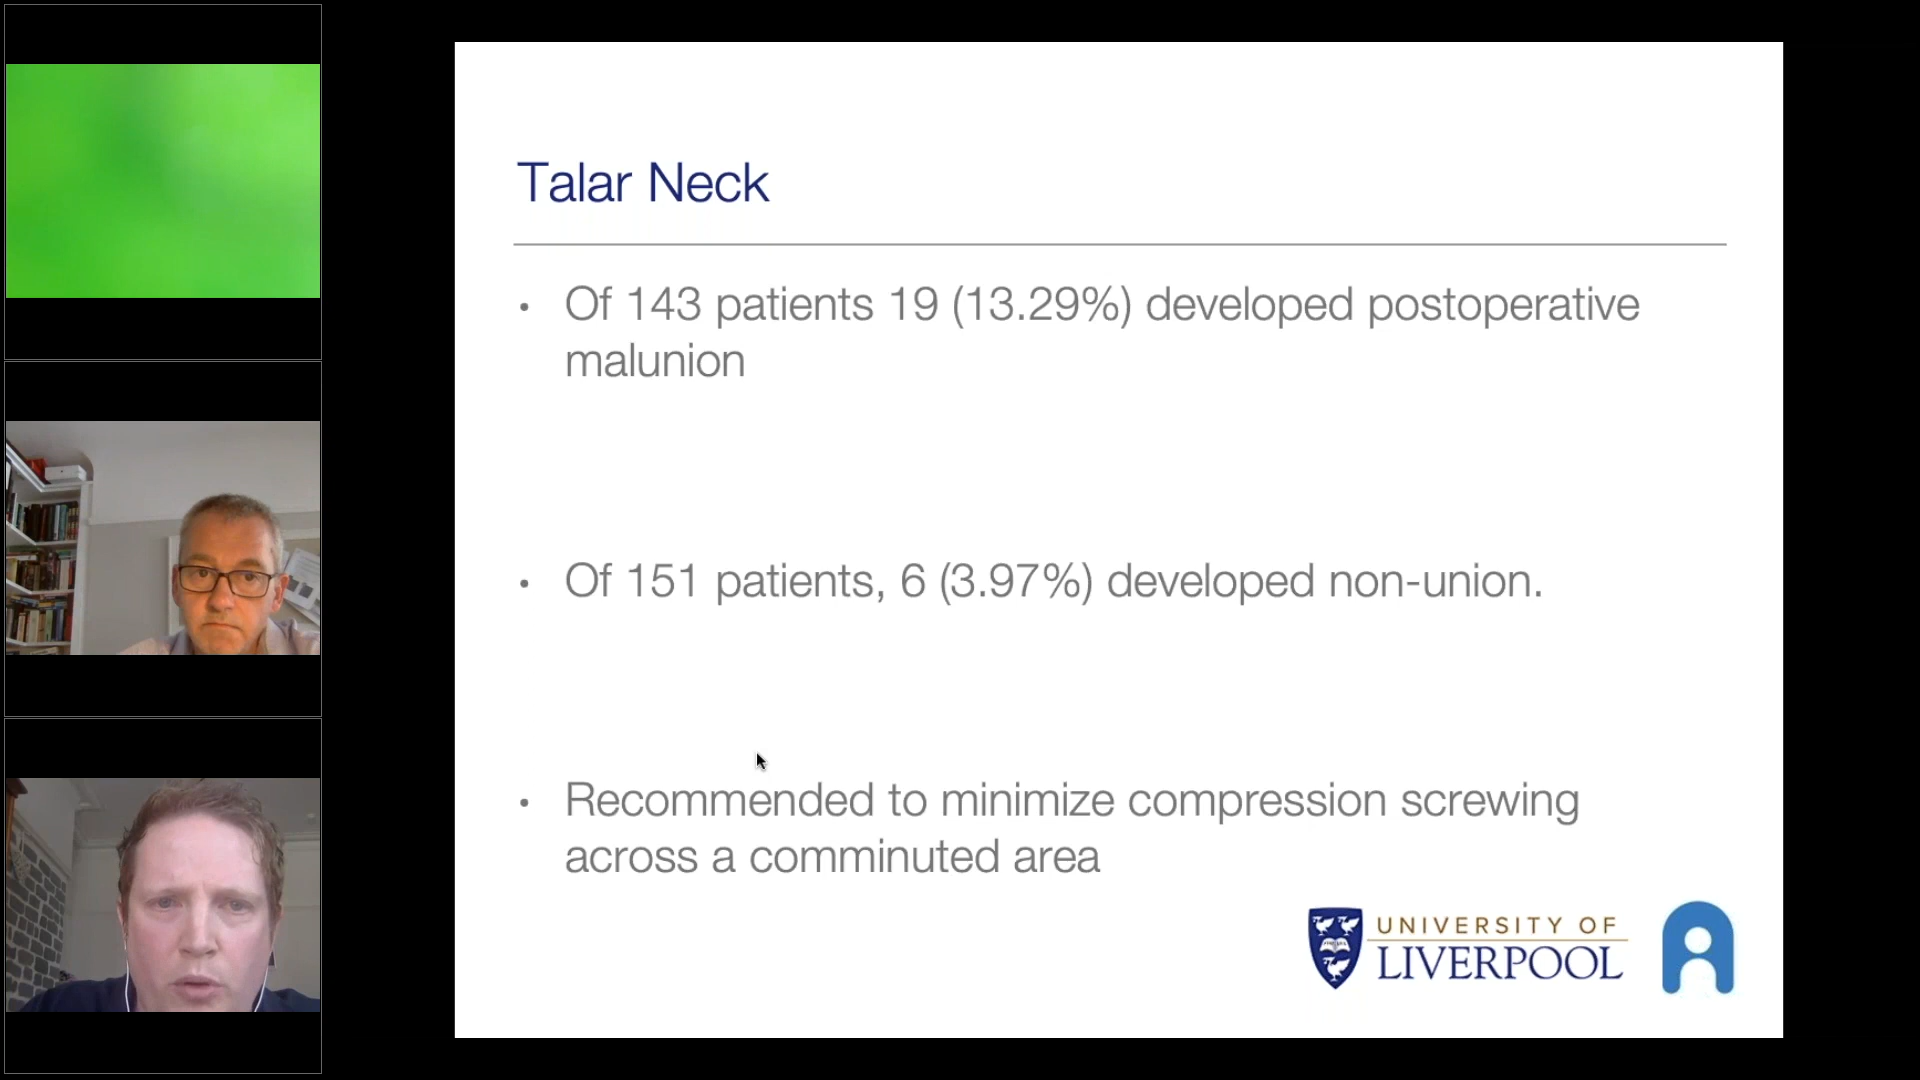 Talar Neck
• Of 143 patients 19 (13.29%) developed postoperative
malunion
• Of 151 patients, 6 (3.97%) developed non-union.
• Recommended to minimize compression screwing
across a comminuted area
UNIVERSITY OF
LIVERPOOL